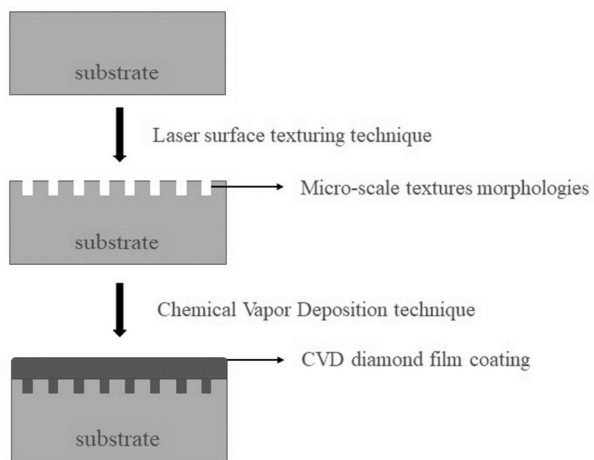 substrate
Laser surface texturing technique
Micro-scale textures morphologies
substrate
Chemical Vapor Deposition technique
CVD diamond film coating
substrate